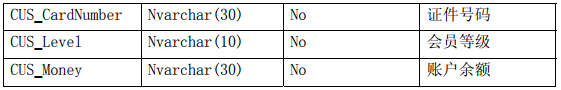 CUS_CardNumber Nvarchar(30) No 证件号码
CUS_Level Nvarchar(10) No 会员等级
CUS_Money Nvarchar(30) No 账户余额